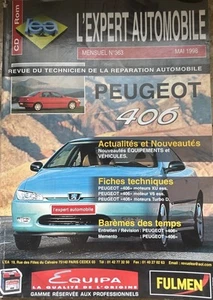 CD Rom
L'EXPERT AUTOMOBILE
MENSUEL N°363 MAI 1998
REVUE DU TECHNICIEN DE LA REPARATION AUTOMOBILE
PEUGEOT
406
Actualités et Nouveautés
Nouveautés ÉQUIPEMENTS et
VÉHICULES.
Fiches techniques
PEUGEOT «406» moteurs XU ess.
PEUGEOT «406» moteur V6 ess.
PEUGEOT «406» moteurs Turbo D.
l'expert automobile
Barèmes des temps
Entretien / Révision : PEUGEOT «406»
Memento : PEUGEOT «406»
EQUIPA
LA QUALITÉ DE L'ORIGINE
GAMME RÉSERVÉE AUX PROFESSIONNELS
FULMEN